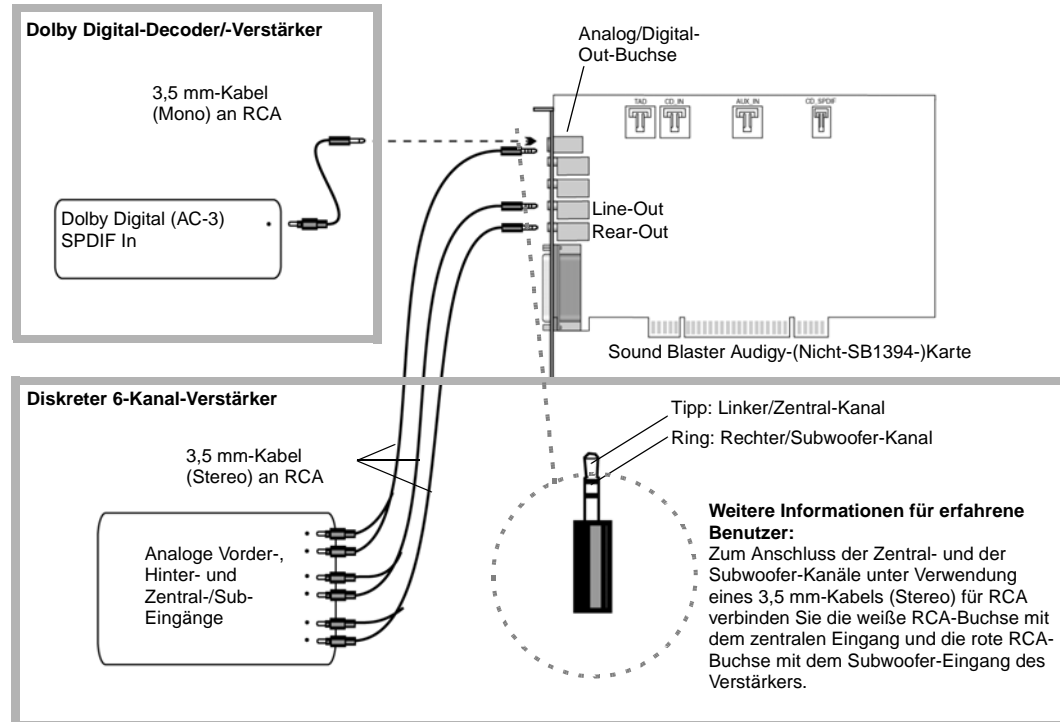 Dolby Digital-Decoder/-Verstärker
3,5 mm-Kabel
(Mono) an RCA
Dolby Digital (AC-3)
SPDIF In
Analog/Digital-
Out-Buchse
TAD
CD_IN
AUX_IN
CD_SPDIF
Line-Out
Rear-Out
Sound Blaster Audigy-(Nicht-SB1394-)Karte
Diskreter 6-Kanal-Verstärker
3,5 mm-Kabel
(Stereo) an RCA
Analoge Vorder-,
Hinter- und
Zentral-/Sub-
Eingänge
Tipp: Linker/Zentral-Kanal
Ring: Rechter/Subwoofer-Kanal
Weitere Informationen für erfahrene
Benutzer:
Zum Anschluss der Zentral- und der
Subwoofer-Kanäle unter Verwendung
eines 3,5 mm-Kabels (Stereo) für RCA
verbinden Sie die weiße RCA-Buchse mit
dem zentralen Eingang und die rote RCA-
Buchse mit dem Subwoofer-Eingang des
Verstärkers.